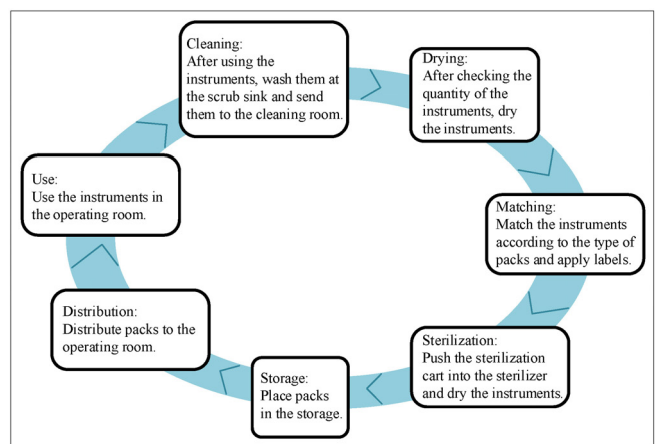 Cleaning:
After using the
instruments, wash them at
the scrub sink and send
them to the cleaning room.
Drying:
After checking the
quantity of the
instruments, dry
the instruments.
Matching:
Match the instruments
according to the type of
packs and apply labels.
Sterilization:
Push the sterilization
cart into the sterilizer
and dry the instruments.
Storage:
Place packs
in the storage.
Distribution:
Distribute packs to the
operating room.
Use:
Use the instruments in
the operating room.